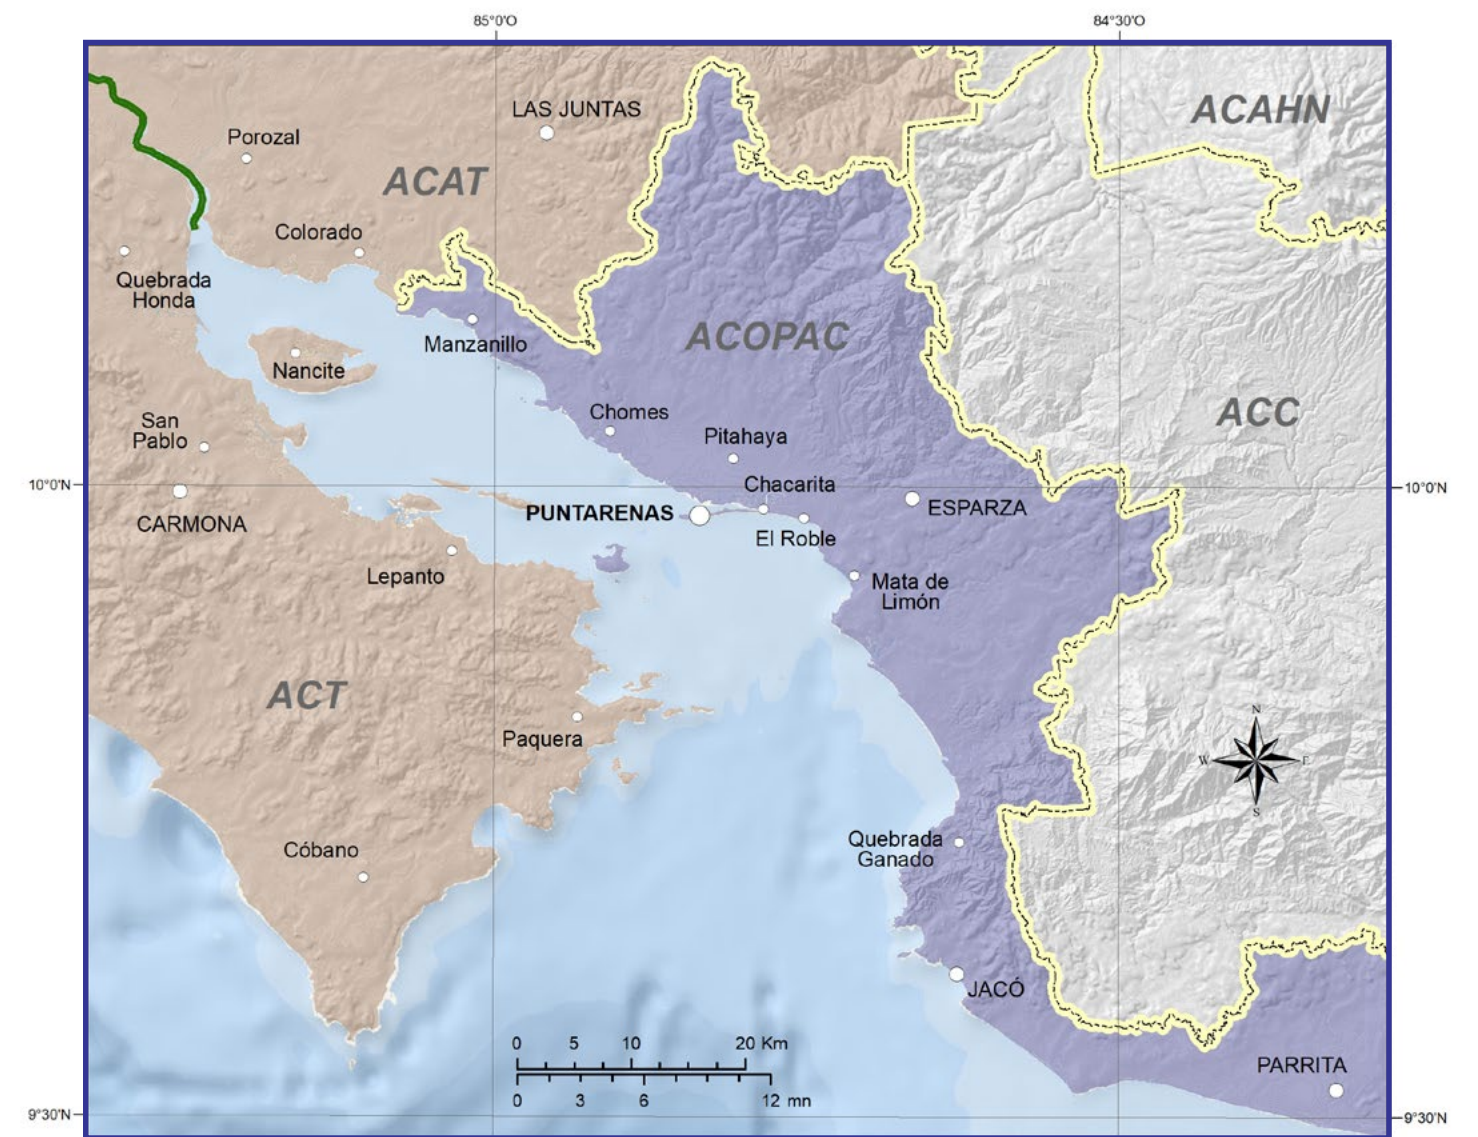 85°0'O
84°30'O
LAS JUNTAS
ACAHN
Porozal
ACAT
Colorado
Quebrada
Honda
Manzanillo
ACOPAC
Nancite
Chomes
ACC
San
Pablo
Pitahaya
Chacarita
10°0'N
10°0'N
CARMONA
PUNTARENAS
ESPARZA
El Roble
Lepanto
Mata de
Limón
ACT
Paquera
N
W
E
S
Quebrada
Ganado
Cóbano
JACÓ
0 5 10 20 Km
0 3 6 12 mn
PARRITA
9°30'N
9°30'N